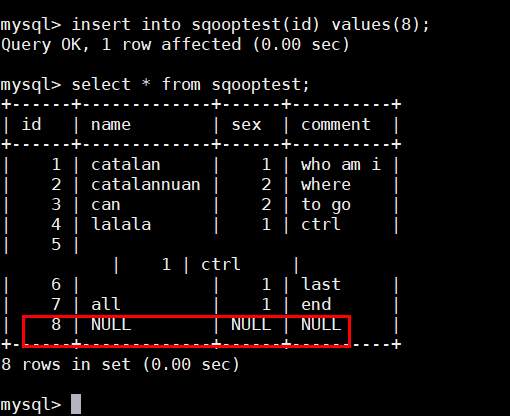 mysql> insert into sqooptest(id) values(8);
Query OK, 1 row affected (0.00 sec)
mysql> select * from sqooptest;
+------+-------------+------+----------+
| id   | name        | sex  | comment  |
+------+-------------+------+----------+
|    1 | catalan     |    1 | who am i |
|    2 | catalannuan |    2 | where    |
|    3 | can         |    2 | to go    |
|    4 | lalala      |    1 | ctrl     |
|    5 |
           |    1 | ctrl     |
|    6 |             |    1 | last     |
|    7 | all         |    1 | end      |
|    8 | NULL        | NULL | NULL     |
+------+-------------+------+----------+
8 rows in set (0.00 sec)
mysql>